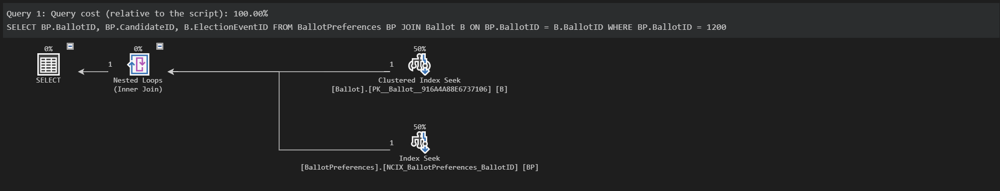 Query 1: Query cost (relative to the script): 100.00%
SELECT BP.BallotID, BP.CandidateID, B.ElectionEventID FROM BallotPreferences BP JOIN Ballot B ON BP.BallotID = B.BallotID WHERE BP.BallotID = 1200
0%
SELECT
1
0%
Nested Loops
(Inner Join)
1
50%
Clustered Index Seek
[Ballot].[PK__Ballot__916A4A88E6737106] [B]
1
50%
Index Seek
[BallotPreferences].[NCIX_BallotPreferences_BallotID] [BP]